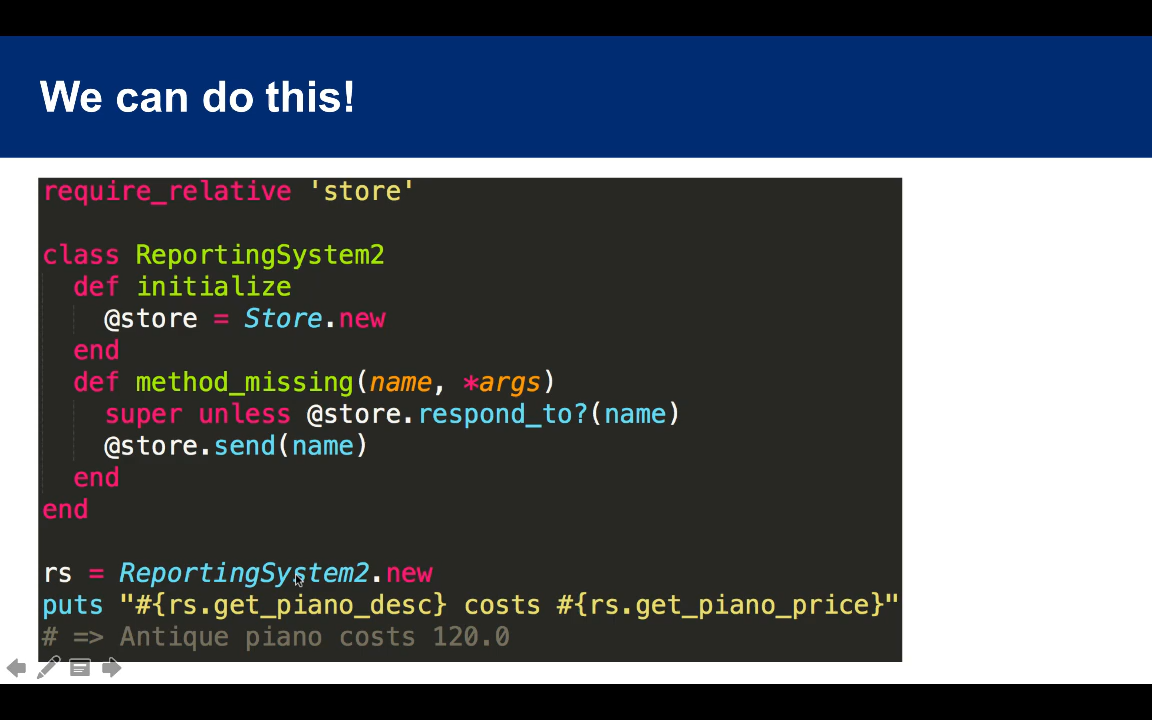 We can do this!
require_relative 'store'
class ReportingSystem2
def initialize
@store = Store.new
end
def method_missing(name, *args)
super unless @store.respond_to?(name)
@store.send(name)
end
end
rs = ReportingSystem2.new
puts "#{rs.get_piano_desc} costs #{rs.get_piano_price}"
# => Antique piano costs 120.0